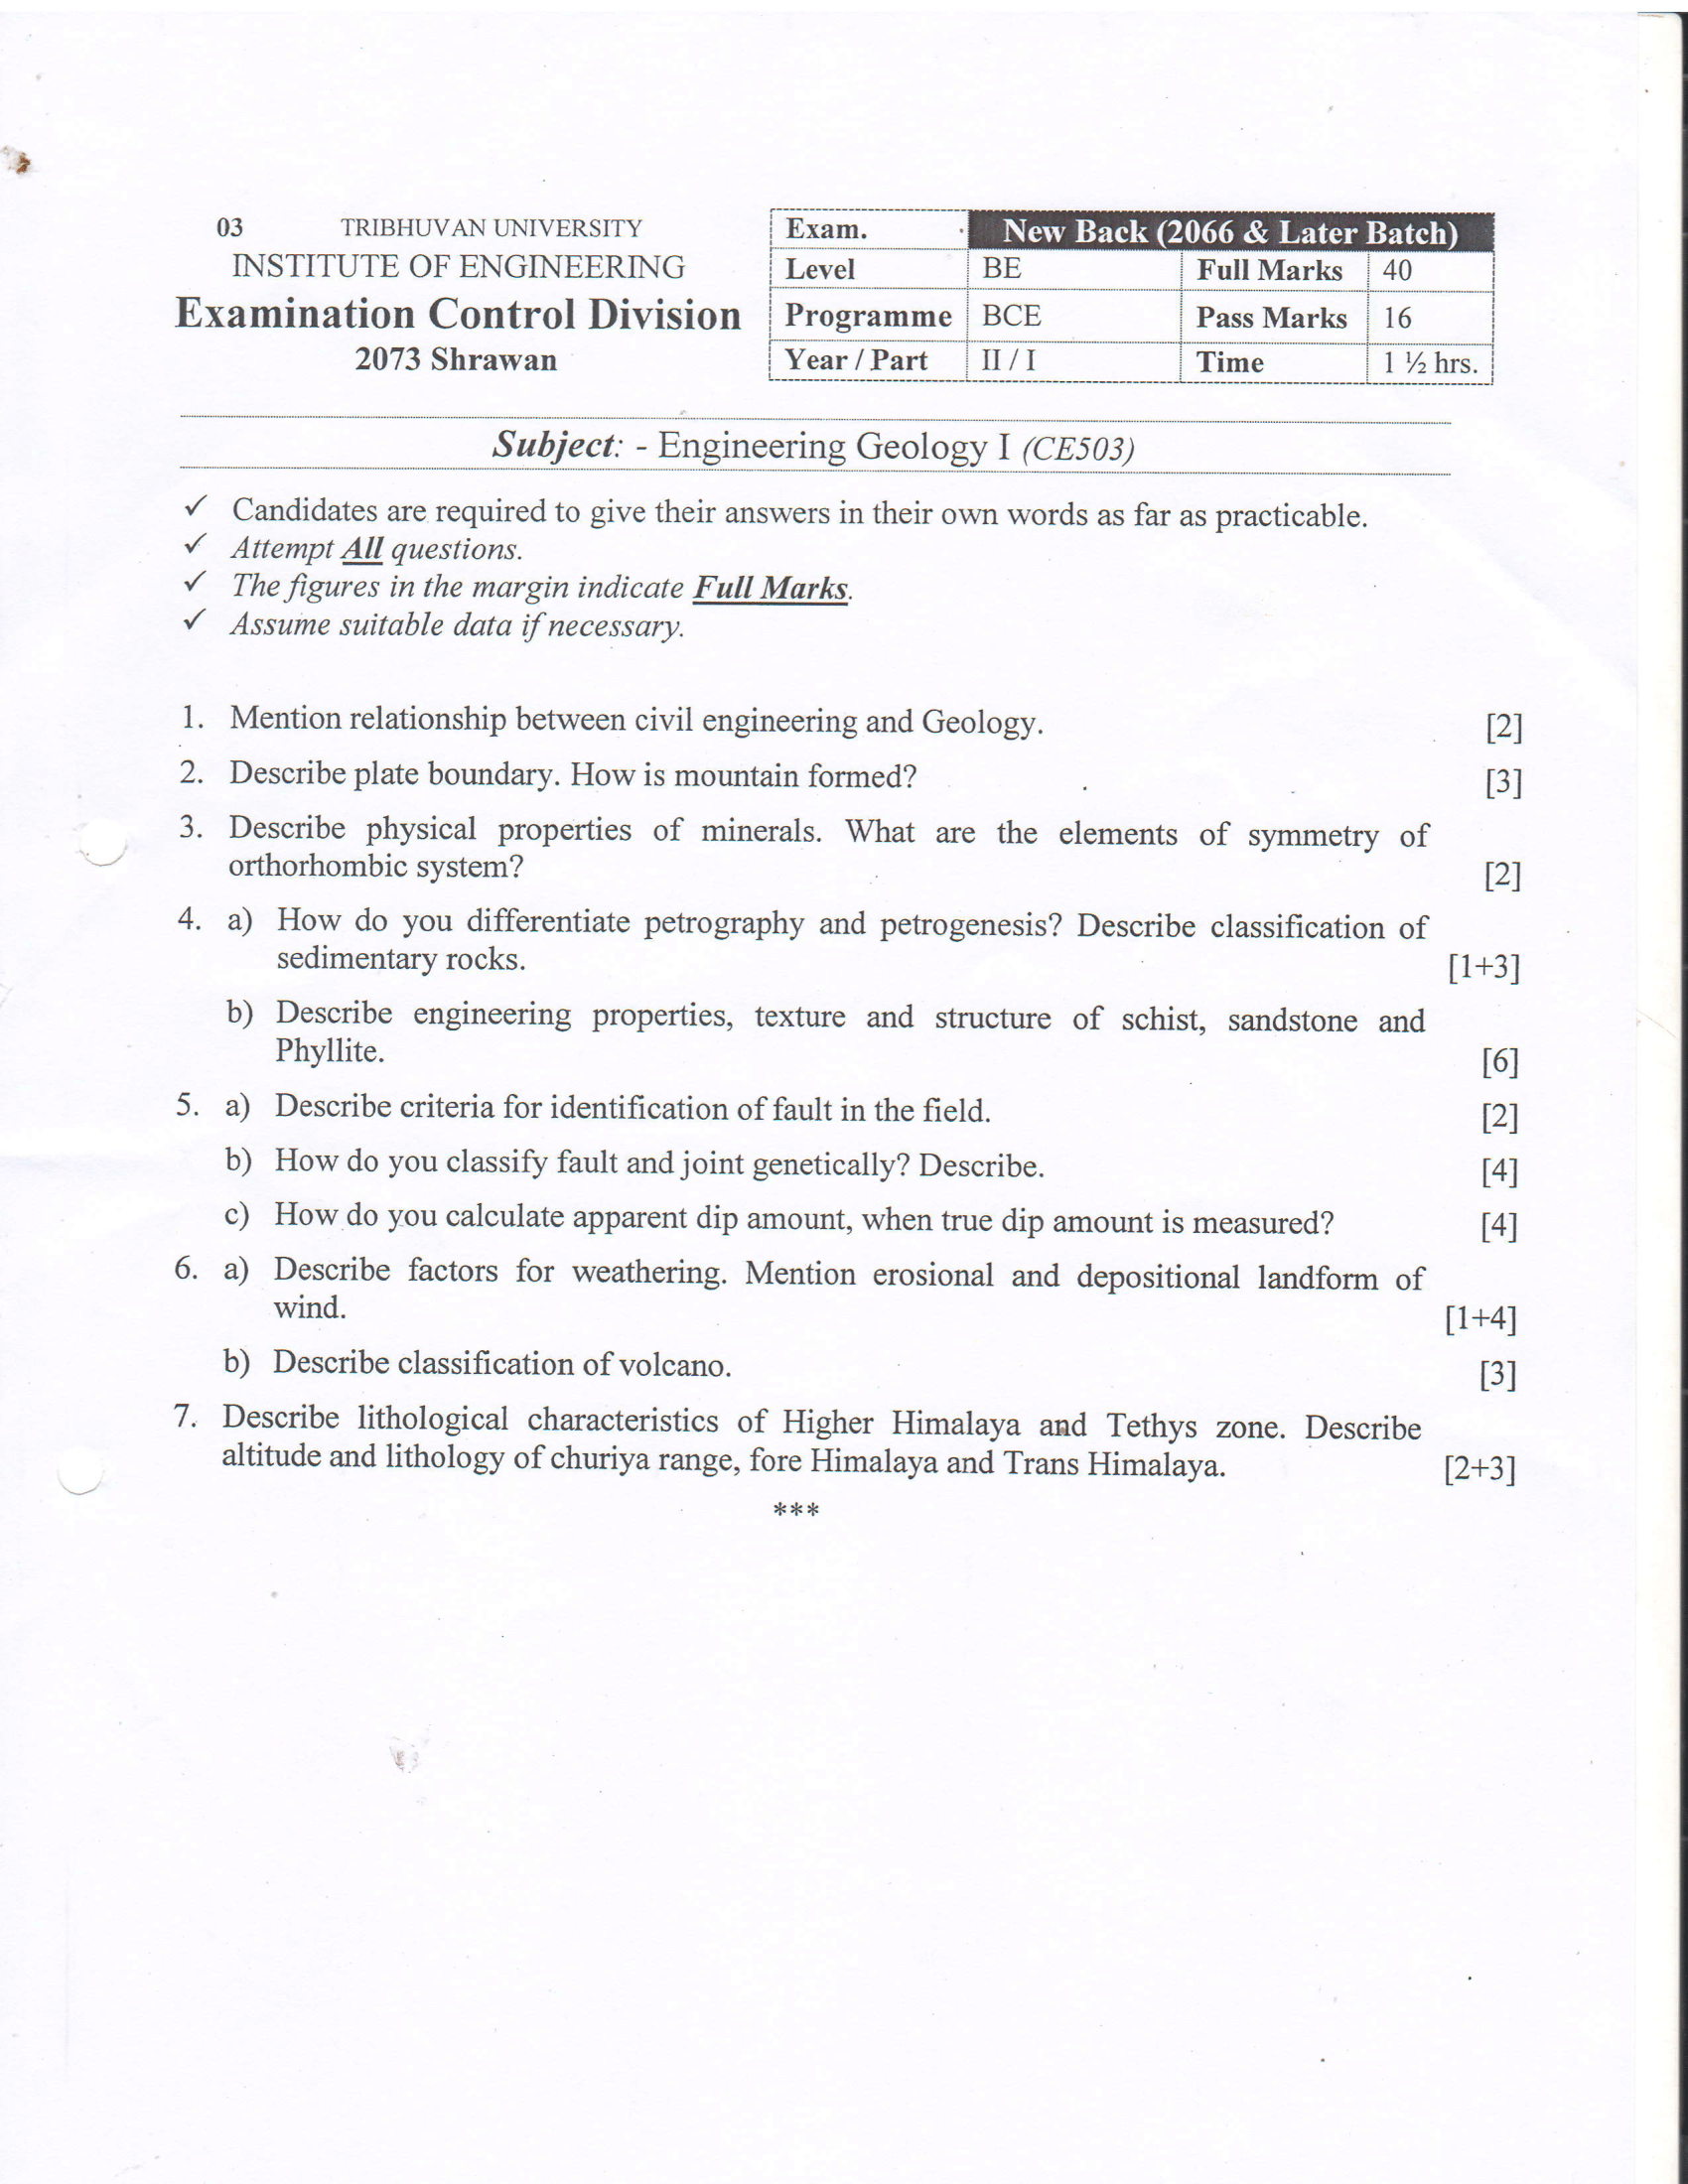 03 TRIBHUVAN UNIVERSITY
INSTITUTE OF ENGINEERING
Examination Control Division
2073 Shrawan
Exam. New Back (2066 & Later Batch)
Level BE Full Marks 40
Programme BCE Pass Marks 16
Year / Part II / I Time 1 ½ hrs.
Subject: - Engineering Geology I (CE503)
✓ Candidates are required to give their answers in their own words as far as practicable.
✓ Attempt All questions.
✓ The figures in the margin indicate Full Marks.
✓ Assume suitable data if necessary.
1. Mention relationship between civil engineering and Geology. [2]
2. Describe plate boundary. How is mountain formed? [3]
3. Describe physical properties of minerals. What are the elements of symmetry of
orthorhombic system? [2]
4. a) How do you differentiate petrography and petrogenesis? Describe classification of
sedimentary rocks. [1+3]
b) Describe engineering properties, texture and structure of schist, sandstone and
Phyllite. [6]
5. a) Describe criteria for identification of fault in the field. [2]
b) How do you classify fault and joint genetically? Describe. [4]
c) How do you calculate apparent dip amount, when true dip amount is measured? [4]
6. a) Describe factors for weathering. Mention erosional and depositional landform of
wind. [1+4]
b) Describe classification of volcano. [3]
7. Describe lithological characteristics of Higher Himalaya and Tethys zone. Describe
altitude and lithology of churiya range, fore Himalaya and Trans Himalaya. [2+3]
***